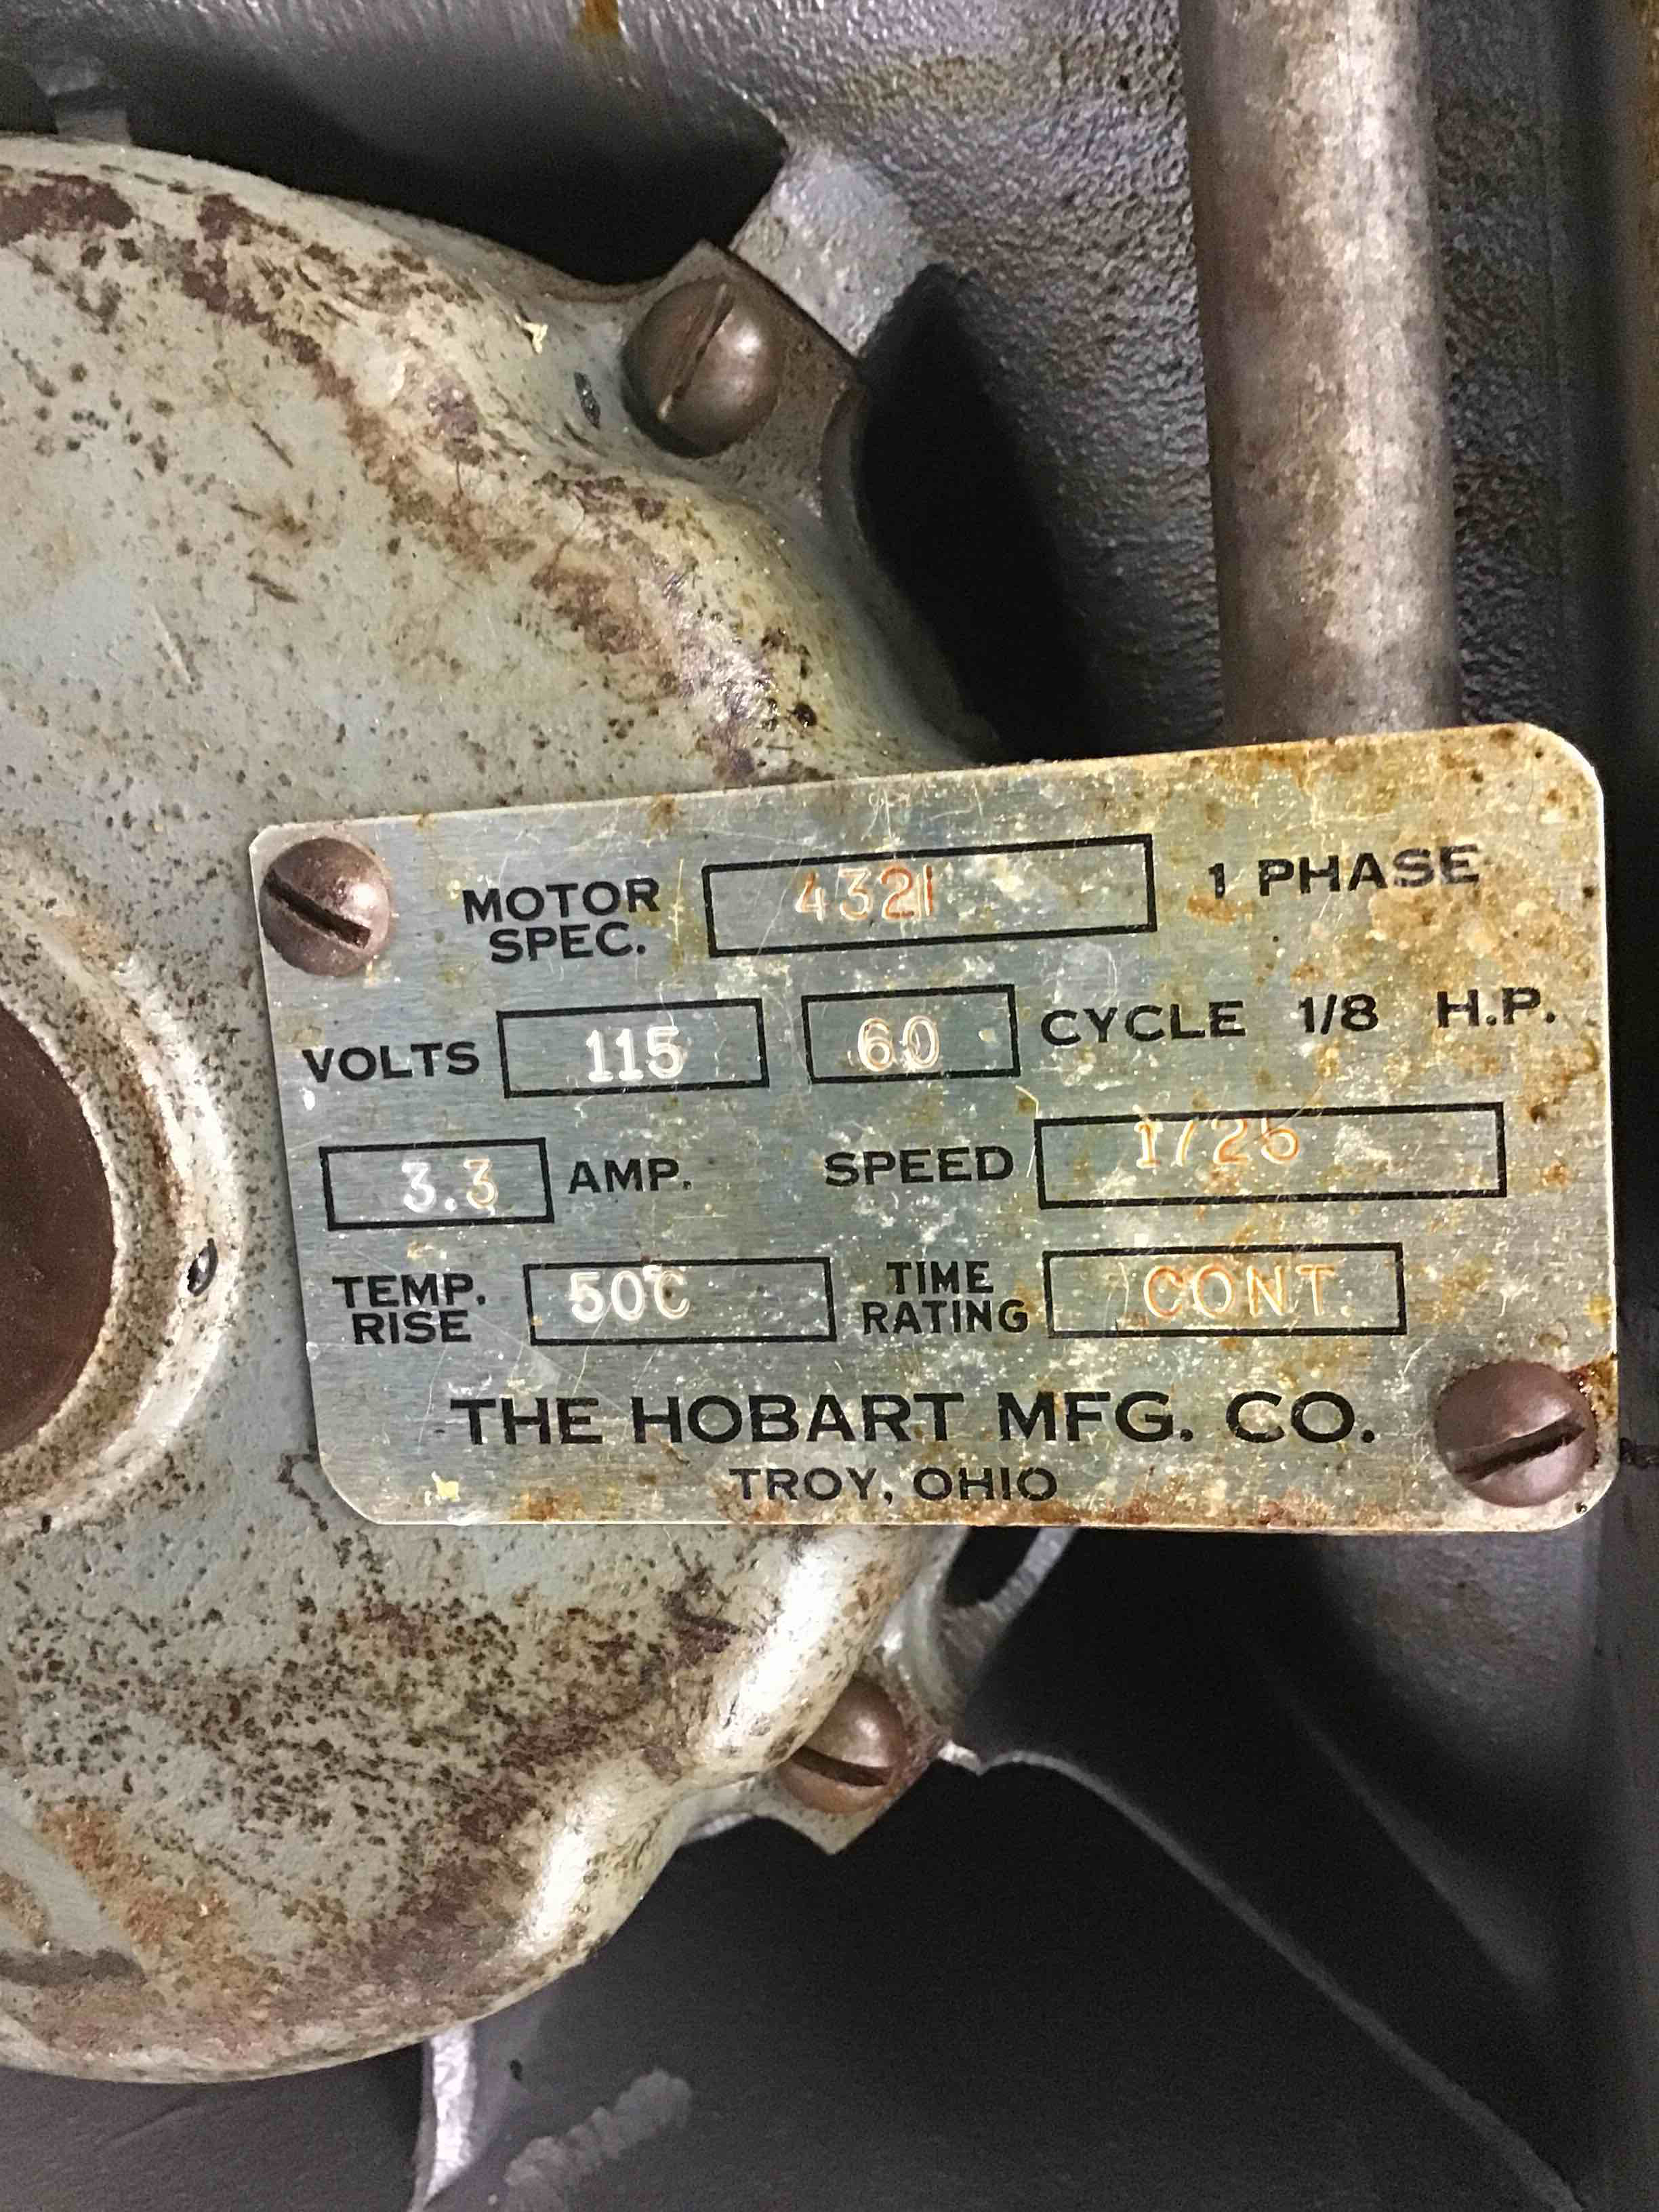 MOTOR SPEC. 4321 1 PHASE
VOLTS 115 60 CYCLE 1/8 H.P.
3.3 AMP. SPEED 1725
TEMP. RISE 50°C TIME RATING CONT.
THE HOBART MFG. CO.
TROY, OHIO